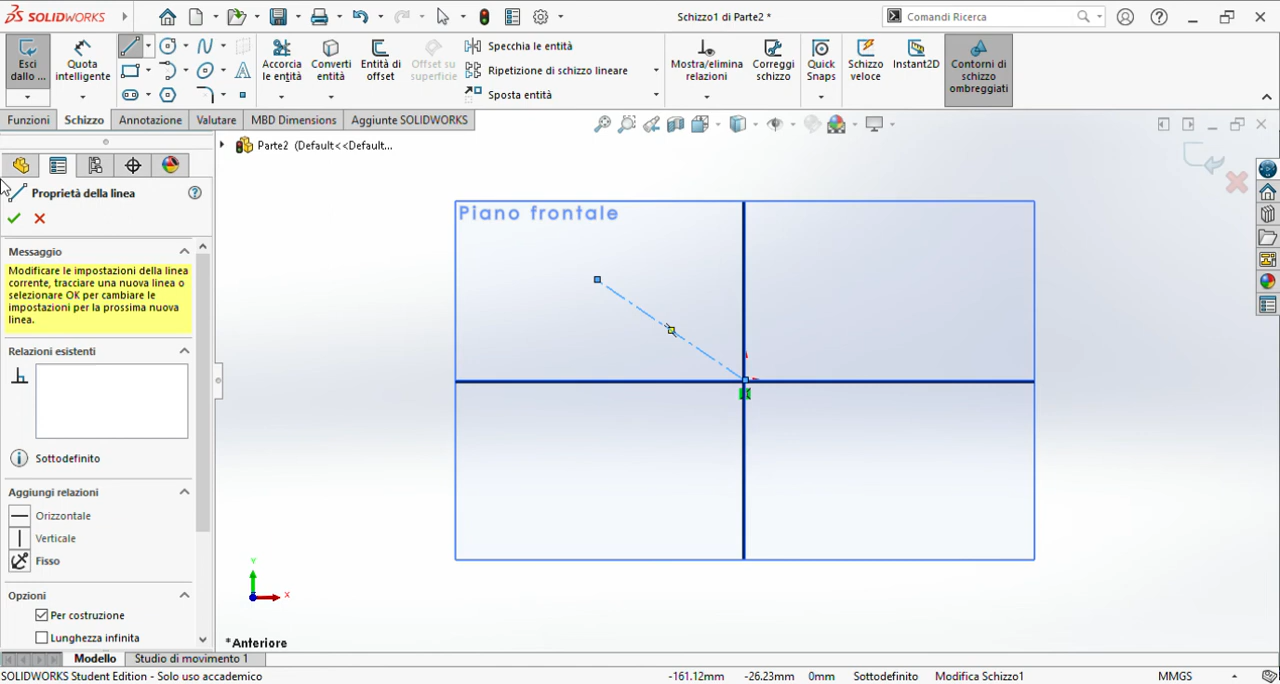 SOLIDWORKS
Schizzo1 di Parte2 *
Comandi Ricerca
Esci dallo ...
Quota intelligente
Accorcia le entità
Converti entità
Entità di offset
Offset su superficie
Specchia le entità
Ripetizione di schizzo lineare
Sposta entità
Mostra/elimina relazioni
Correggi schizzo
Quick Snaps
Schizzo veloce
Instant2D
Contorni di schizzo ombreggiati
Funzioni Schizzo Annotazione Valutare MBD Dimensions Aggiunte SOLIDWORKS
Parte2 (Default<<Default...
Proprietà della linea
Messaggio
Modificare le impostazioni della linea
corrente, tracciare una nuova linea o
selezionare OK per cambiare le
impostazioni per la prossima nuova
linea.
Relazioni esistenti
Sottodefinito
Aggiungi relazioni
Orizzontale
Verticale
Fisso
Opzioni
Per costruzione
Lunghezza infinita
Piano frontale
Y
X
*Anteriore
Modello Studio di movimento 1
SOLIDWORKS Student Edition - Solo uso accademico
-161.12mm -26.23mm 0mm Sottodefinito Modifica Schizzo1 MMGS